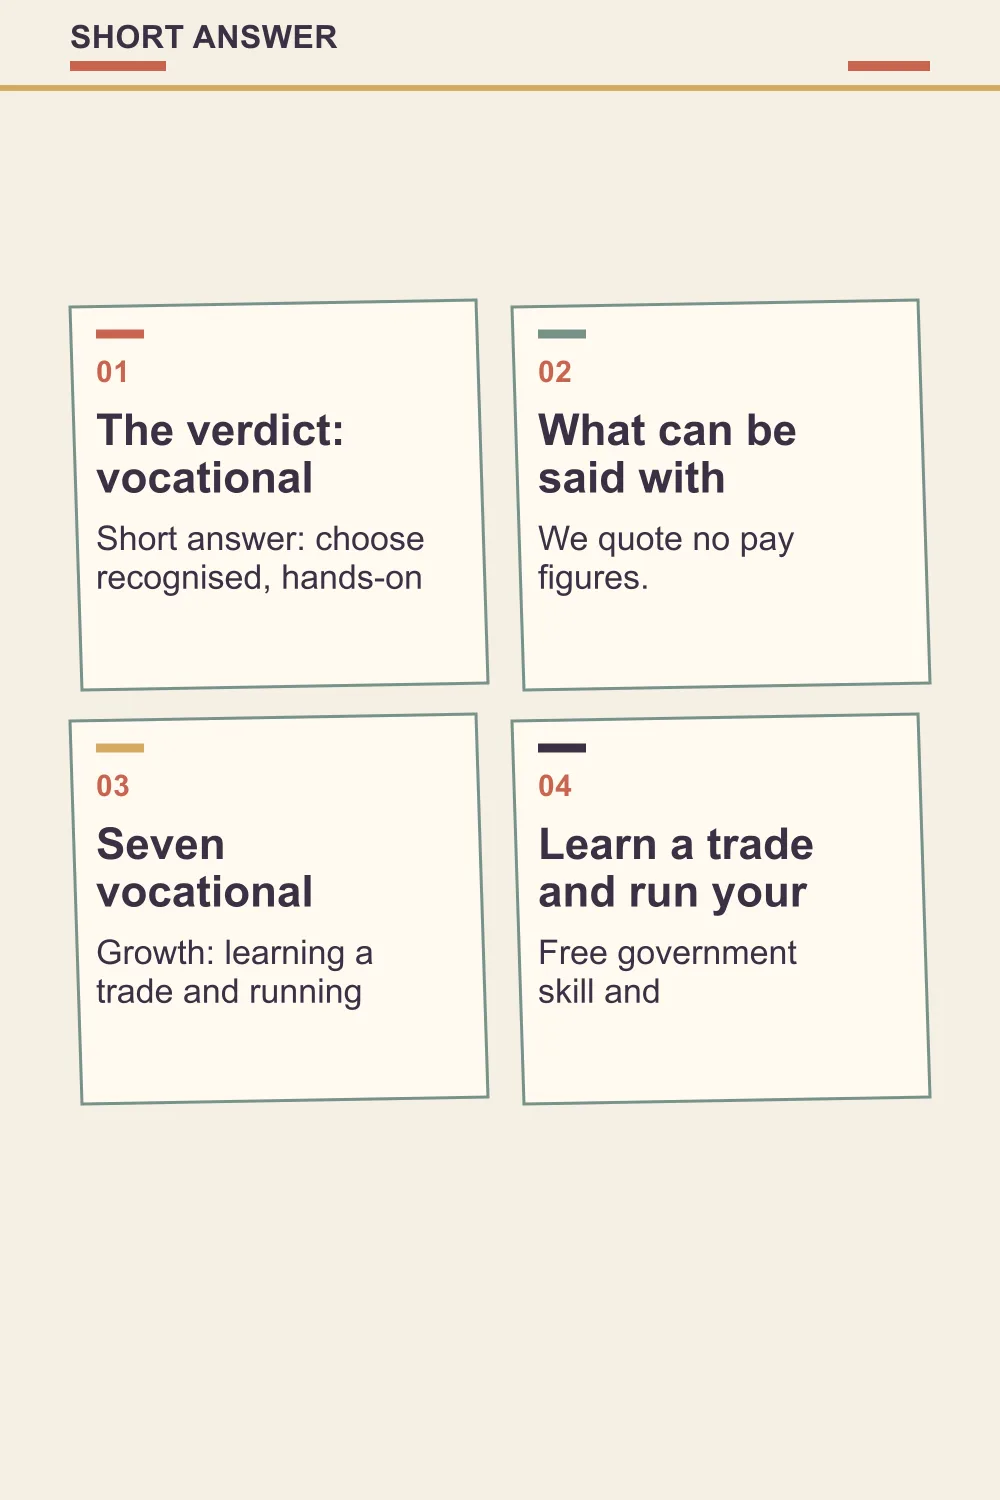 SHORT ANSWER
01
The verdict:
vocational
Short answer: choose
recognised, hands-on
02
What can be
said with
We quote no pay
figures.
03
Seven
vocational
Growth: learning a
trade and running
04
Learn a trade
and run your
Free government
skill and